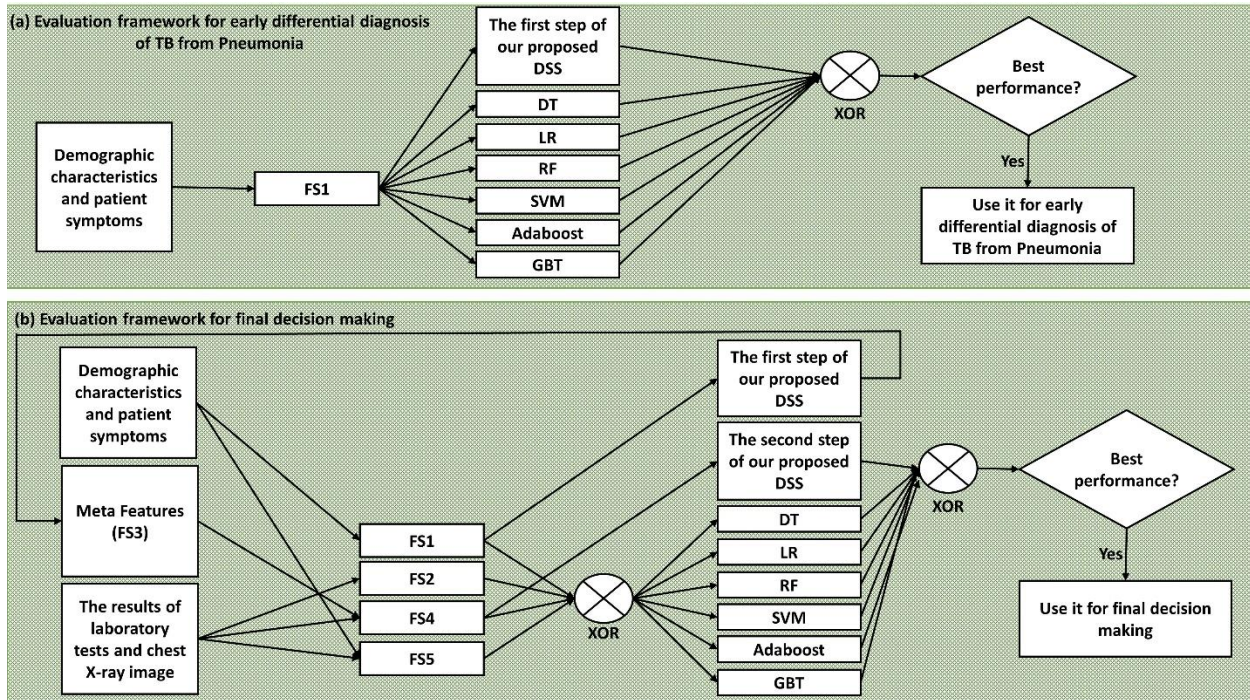 (a) Evaluation framework for early differential diagnosis
of TB from Pneumonia
Demographic
characteristics
and patient
symptoms
FS1
The first step of
our proposed
DSS
DT
LR
RF
SVM
Adaboost
GBT
XOR
Best
performance?
Yes
Use it for early
differential diagnosis of
TB from Pneumonia
(b) Evaluation framework for final decision making
Demographic
characteristics
and patient
symptoms
Meta Features
(FS3)
The results of
laboratory
tests and chest
X-ray image
FS1
FS2
FS4
FS5
XOR
The first step of
our proposed
DSS
The second step
of our proposed
DSS
DT
LR
RF
SVM
Adaboost
GBT
XOR
Best
performance?
Yes
Use it for final decision
making